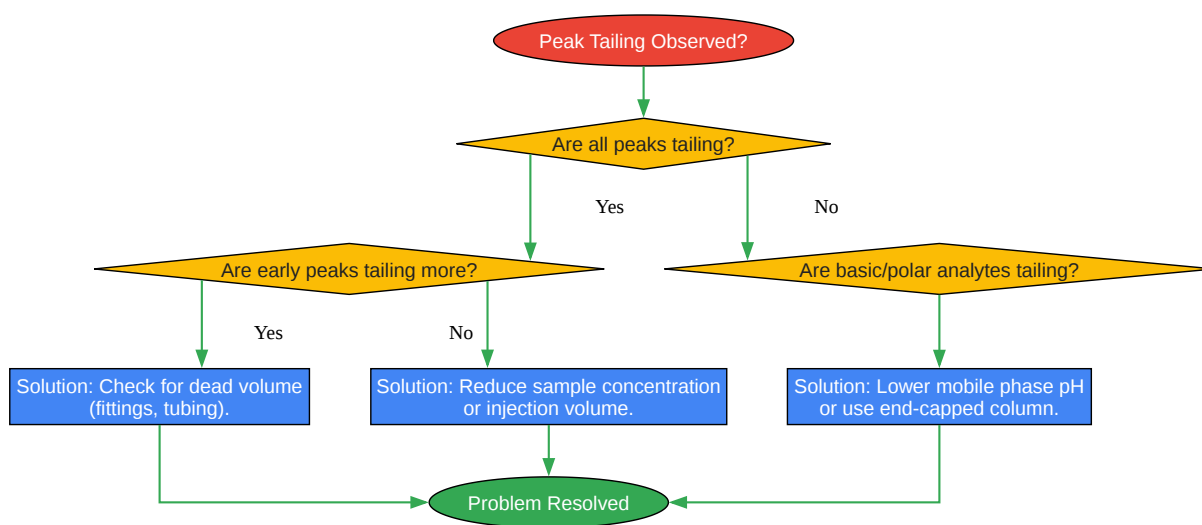 Peak Tailing Observed?
Are all peaks tailing?
Yes
No
Are early peaks tailing more?
Are basic/polar analytes tailing?
Yes
No
Solution: Check for dead volume
(fittings, tubing).
Solution: Reduce sample concentration
or injection volume.
Solution: Lower mobile phase pH
or use end-capped column.
Problem Resolved